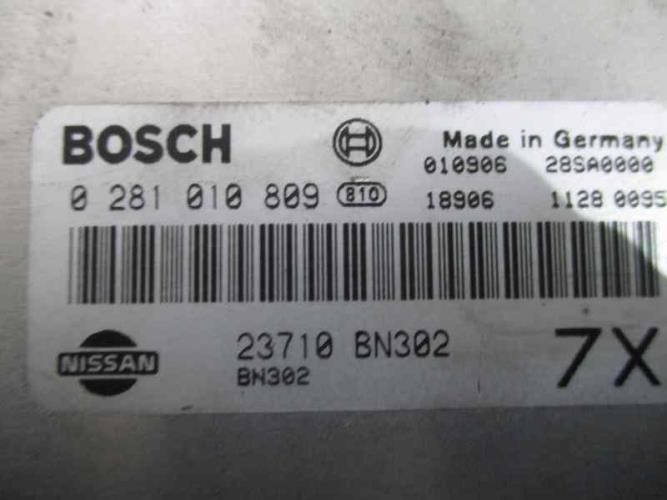 BOSCH Made in Germany
010906 28SA0000
0 281 010 809 810 18906 1128 0095
NISSAN 23710 BN302 7X
BN302